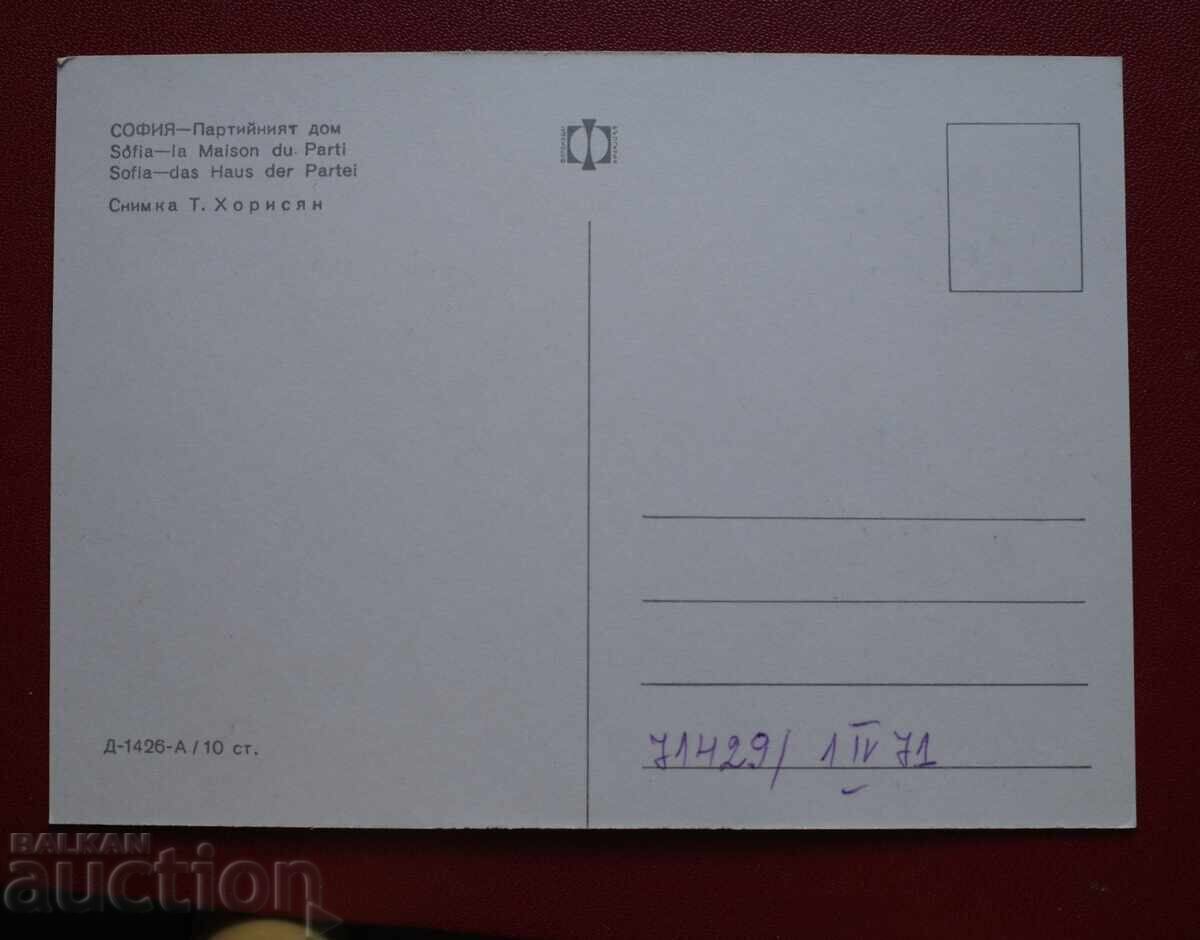 СОФИЯ—Партийният дом
Sofia—la Maison du Parti
Sofia—das Haus der Partei
Снимка Т. Хорисян
Д-1426-А/10 ст.
71429/ 1 IV 71
BALKAN
auction